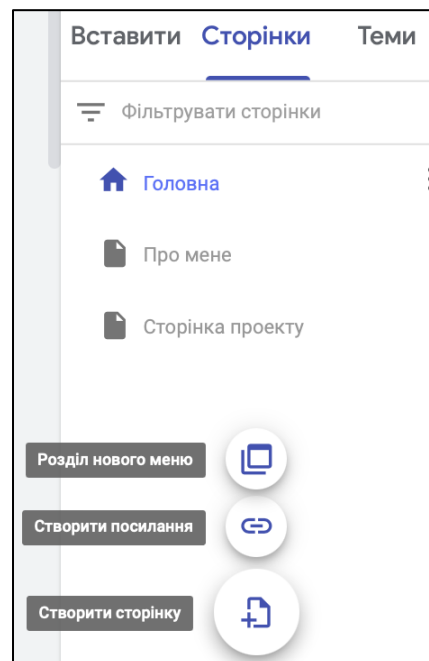 Вставити Сторінки Теми
Фільтрувати сторінки
Головна
Про мене
Сторінка проекту
Розділ нового меню
Створити посилання
Створити сторінку